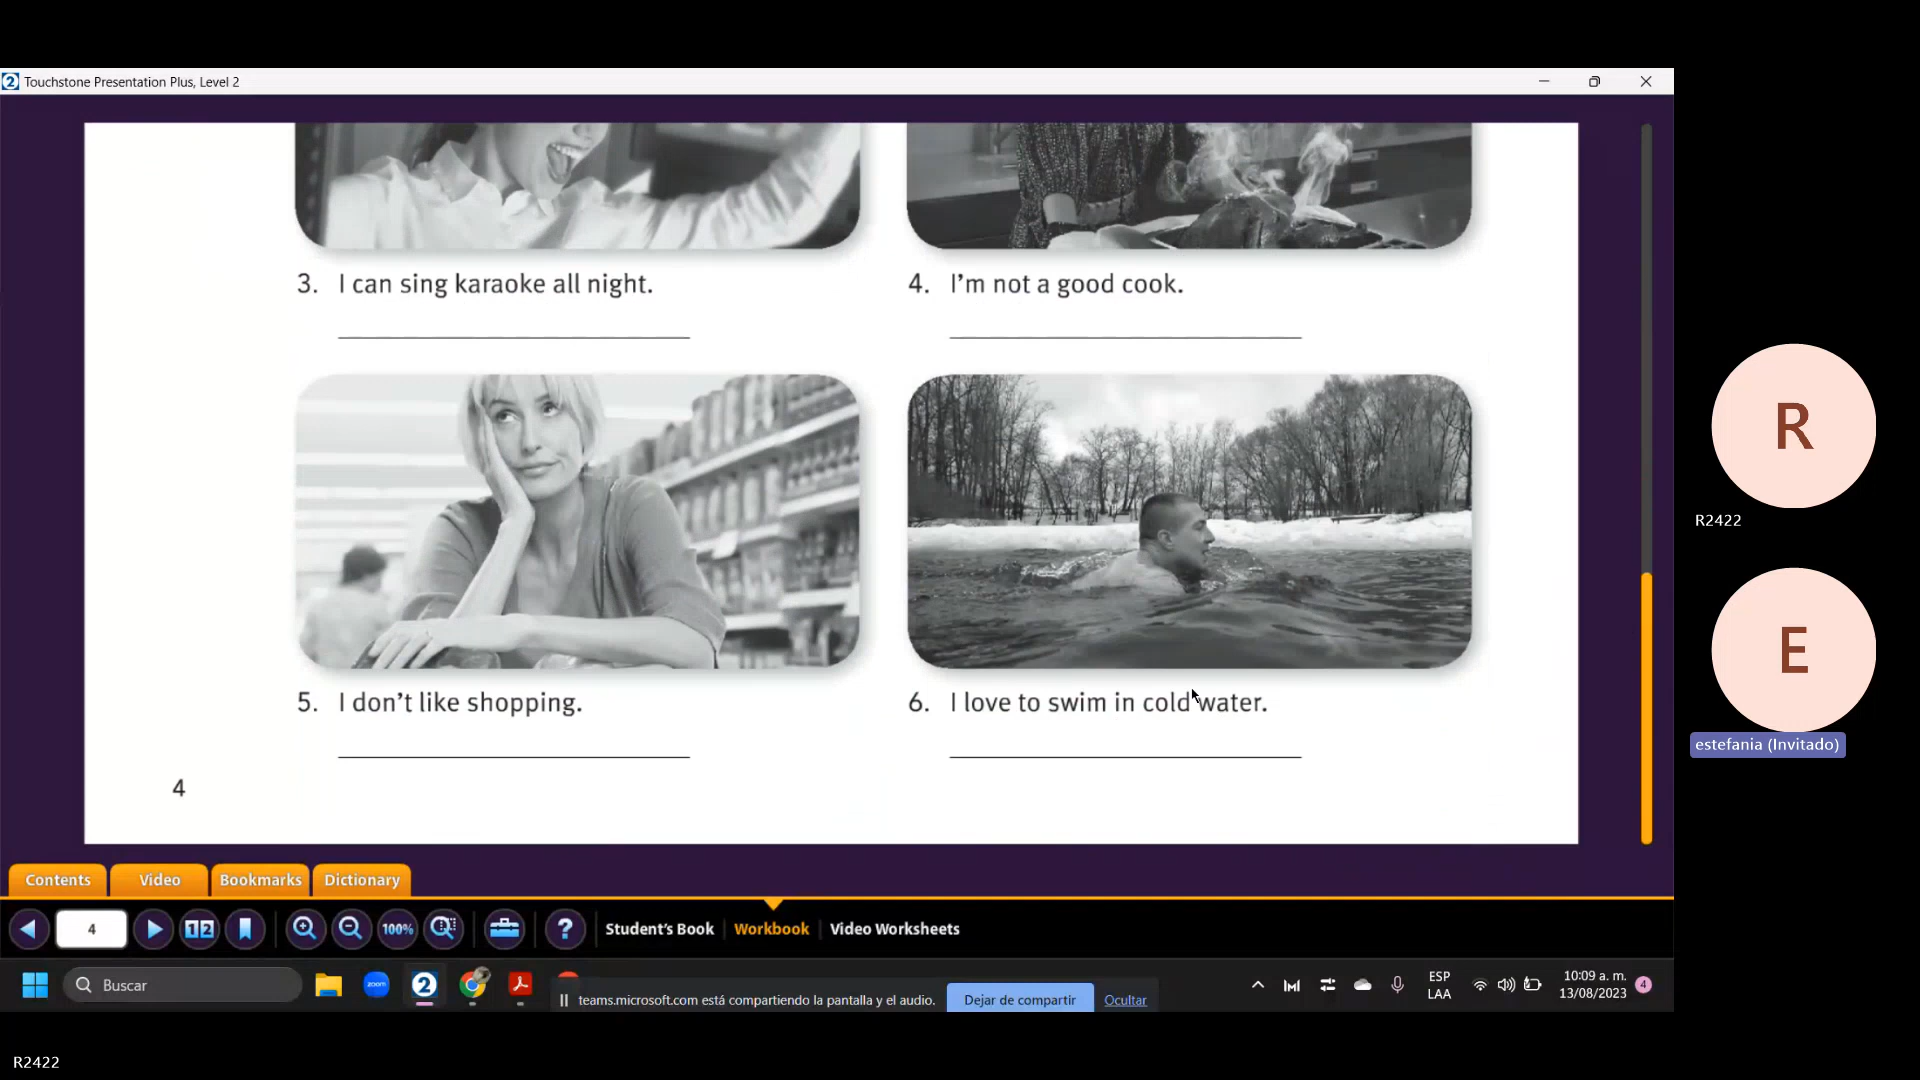 Touchstone Presentation Plus, Level 2
3. I can sing karaoke all night.
4. I'm not a good cook.
5. I don't like shopping.
6. I love to swim in cold water.
4
R
R2422
E
estefania (Invitado)
Contents
Video
Bookmarks
Dictionary
4
12
100%
?
Student's Book
Workbook
Video Worksheets
Buscar
zoom
2
teams.microsoft.com está compartiendo la pantalla y el audio.
Dejar de compartir
Ocultar
ESP
LAA
10:09 a. m.
13/08/2023
4
R2422